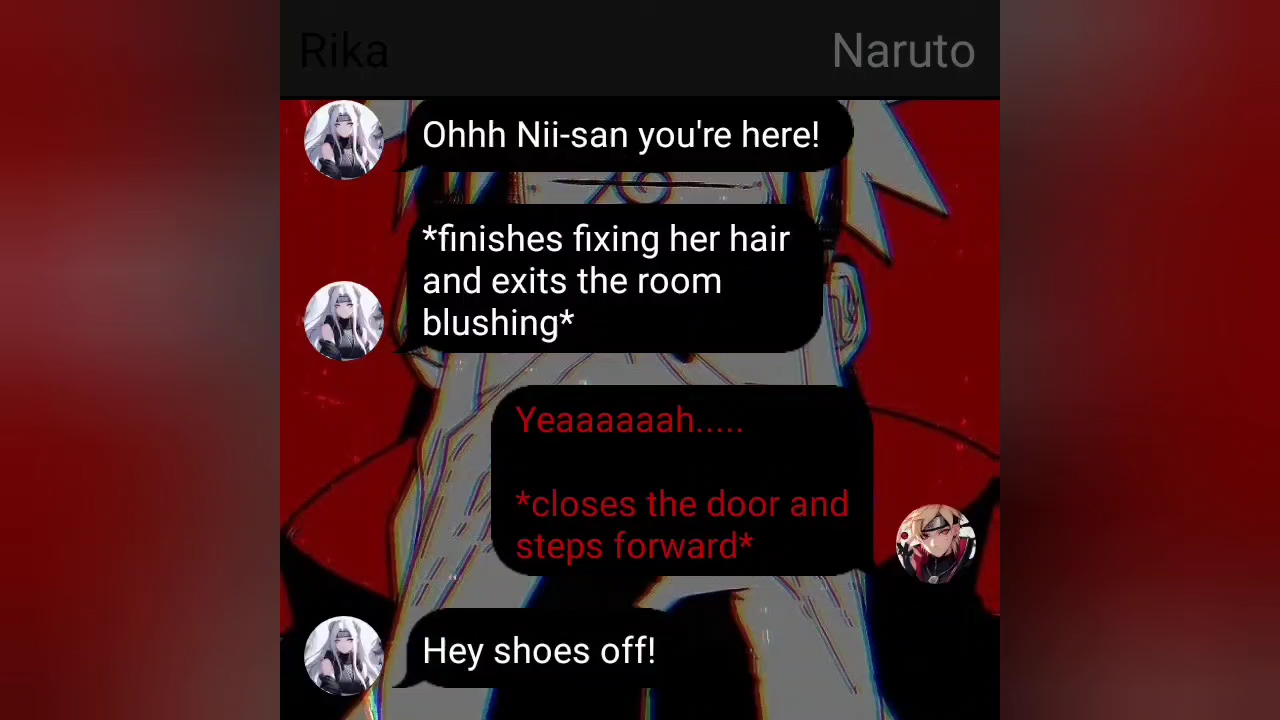 Rika
Naruto
Ohhh Nii-san you're here!
*finishes fixing her hair
and exits the room
blushing*
Yeaaaaaah.....
*closes the door and
steps forward*
Hey shoes off!